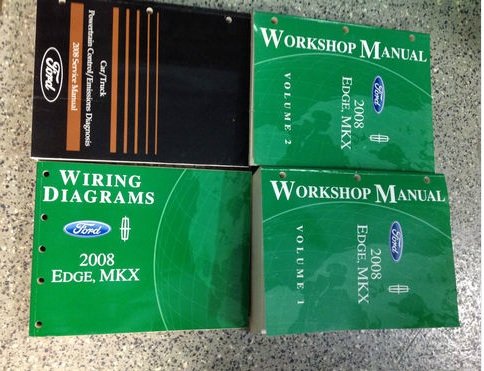 Car/Truck
Powertrain Control/Emissions Diagnosis
2008 Service Manual
Ford
WORKSHOP MANUAL
VOLUME 2
Ford
2008
EDGE, MKX
WIRING
DIAGRAMS
Ford
2008
EDGE, MKX
WORKSHOP MANUAL
VOLUME 1
Ford
2008
EDGE, MKX